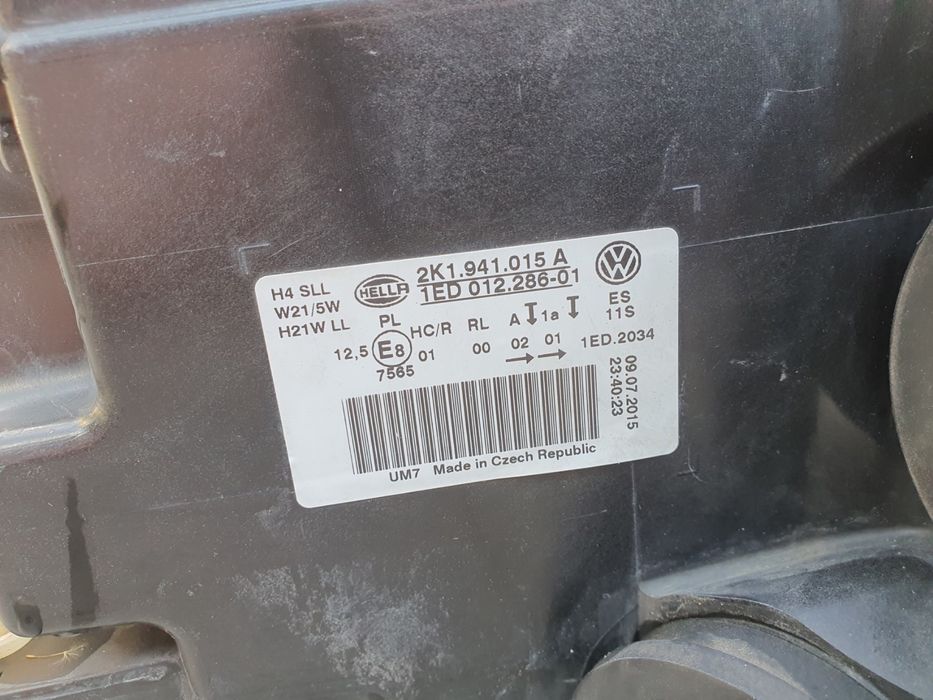 H4 SLL
W21/5W
H21W LL
HELLA
2K1.941.015 A
1ED 012.286-01
ES
11S
PL
HC/R RL A 1a
12,5 E8 01 00 02 01 1ED.2034
7565
09.07.2015
23:40:23
UM7 Made in Czech Republic